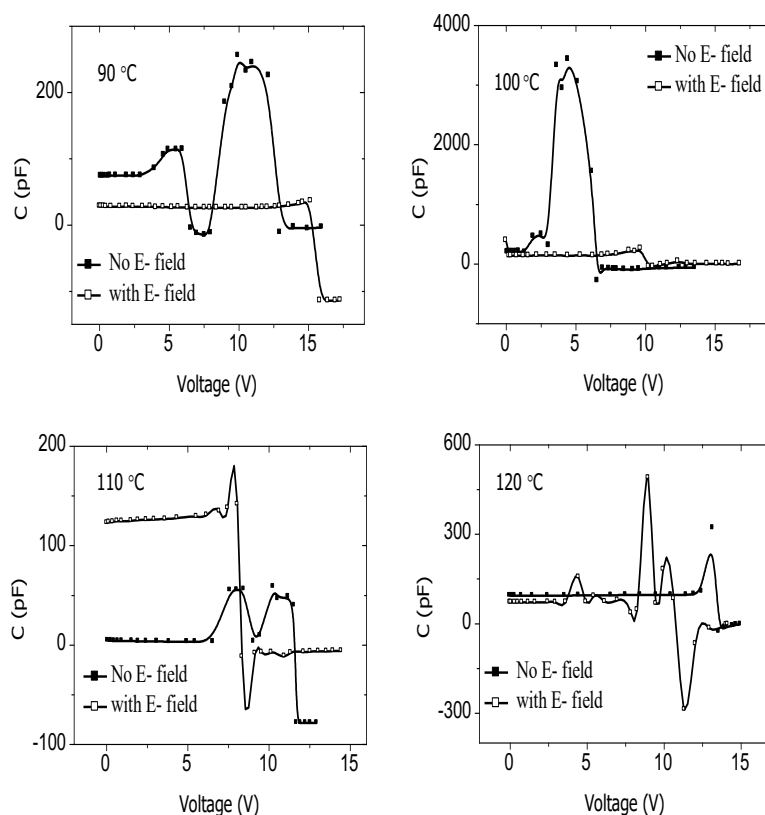 90 °C
200
0
C (pF)
No E- field
with E- field
0
5
10
15
Voltage (V)
No E- field
with E- field
100 °C
4000
2000
0
C (pF)
0
5
10
15
Voltage (V)
200
110 °C
150
100
50
0
-50
-100
C (pF)
No E- field
with E- field
0
5
10
15
Voltage (V)
600
120 °C
300
0
-300
C (pF)
No E- field
with E- field
0
5
10
15
Voltage (V)